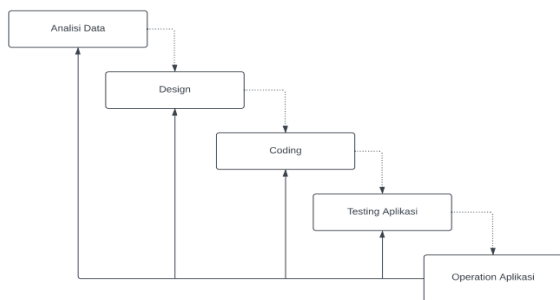 Analisi Data
Design
Coding
Testing Aplikasi
Operation Aplikasi